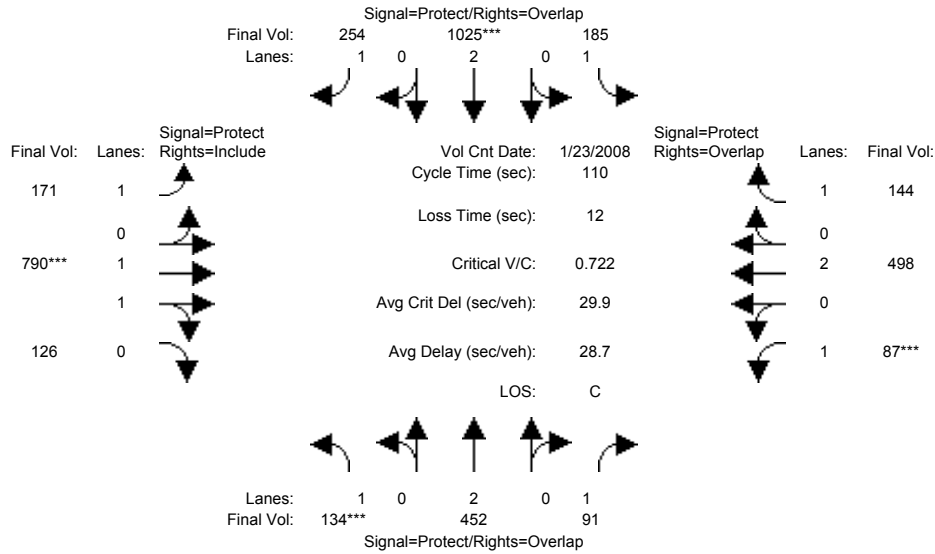 Signal=Protect/Rights=Overlap
Final Vol: 254 1025*** 185
Lanes: 1 0 2 0 1
Signal=Protect
Final Vol: Lanes: Rights=Include
Vol Cnt Date: 1/23/2008
Signal=Protect
Rights=Overlap Lanes: Final Vol:
Cycle Time (sec): 110
171 1
1 144
Loss Time (sec): 12
0
0
790*** 1
Critical V/C: 0.722
2 498
1
Avg Crit Del (sec/veh): 29.9
0
126 0
Avg Delay (sec/veh): 28.7
1 87***
LOS: C
Lanes: 1 0 2 0 1
Final Vol: 134*** 452 91
Signal=Protect/Rights=Overlap